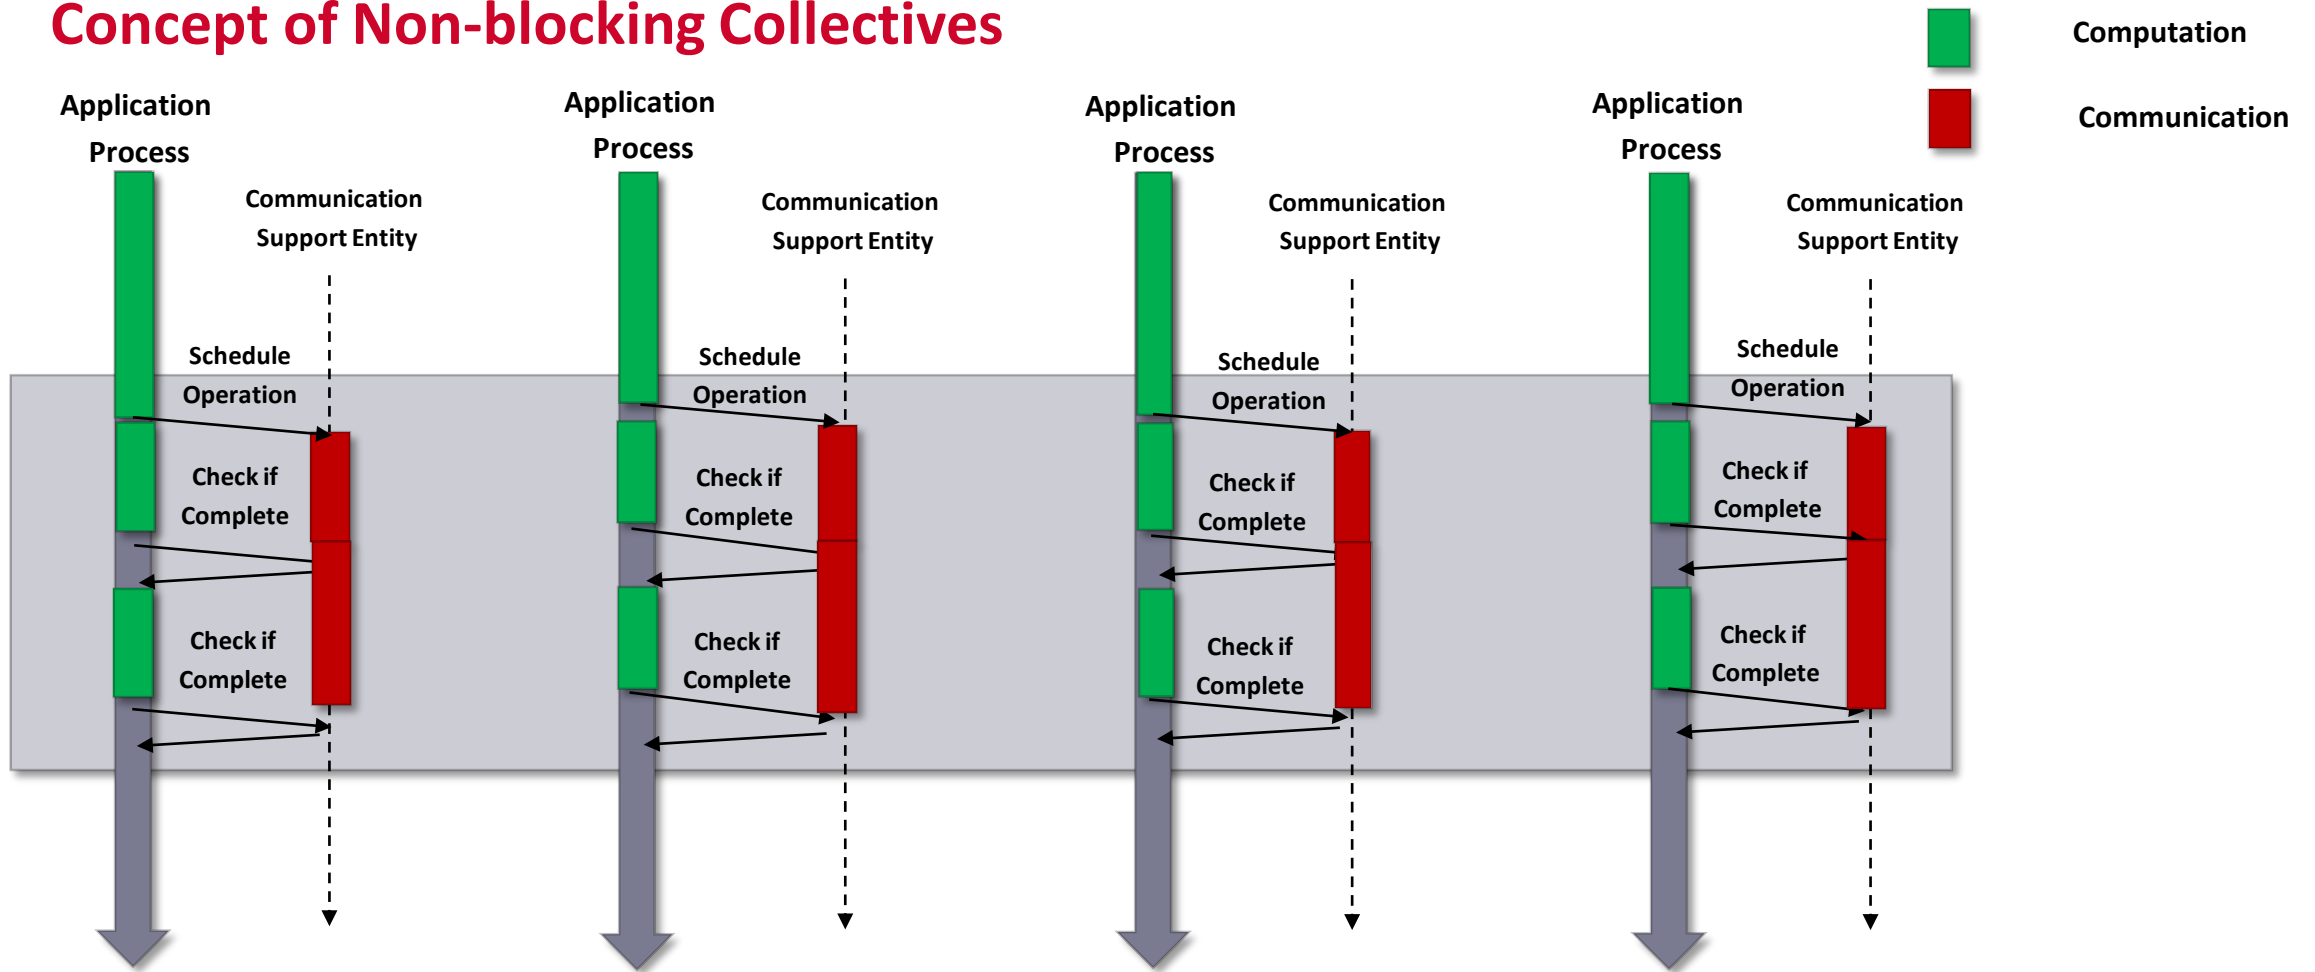 Concept of Non-blocking Collectives
Computation
Communication
Application
Process
Communication
Support Entity
Schedule
Operation
Check if
Complete
Check if
Complete
Application
Process
Communication
Support Entity
Schedule
Operation
Check if
Complete
Check if
Complete
Application
Process
Communication
Support Entity
Schedule
Operation
Check if
Complete
Check if
Complete
Application
Process
Communication
Support Entity
Schedule
Operation
Check if
Complete
Check if
Complete